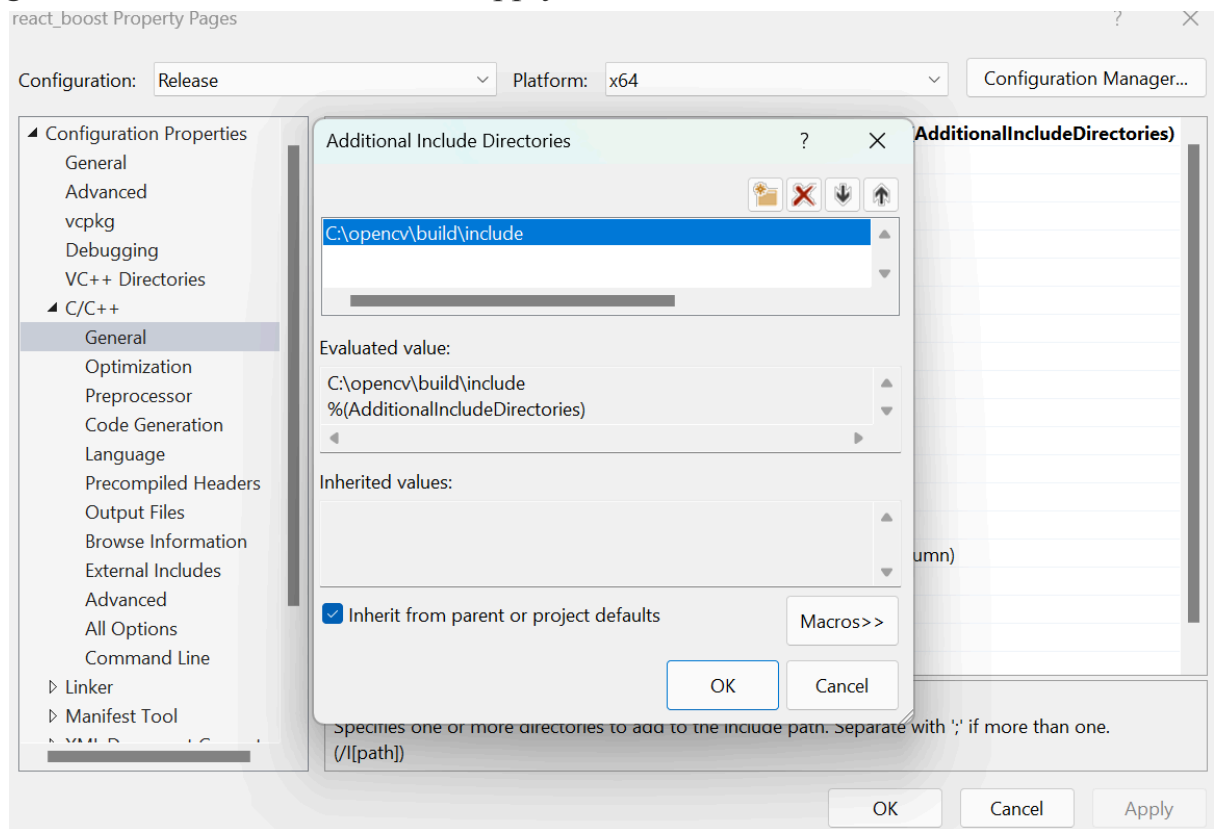 react_boost Property Pages
?
Configuration: Release Platform: x64 Configuration Manager...
Configuration Properties
General
Advanced
vcpkg
Debugging
VC++ Directories
C/C++
General
Optimization
Preprocessor
Code Generation
Language
Precompiled Headers
Output Files
Browse Information
External Includes
Advanced
All Options
Command Line
Linker
Manifest Tool
AdditionalIncludeDirectories)
umn)
Additional Include Directories ?
C:\opencv\build\include
Evaluated value:
C:\opencv\build\include
%(AdditionalIncludeDirectories)
Inherited values:
Inherit from parent or project defaults
Macros>>
OK Cancel
Specifies one or more directories to add to the include path. Separate with ';' if more than one.
(/I[path])
OK Cancel Apply